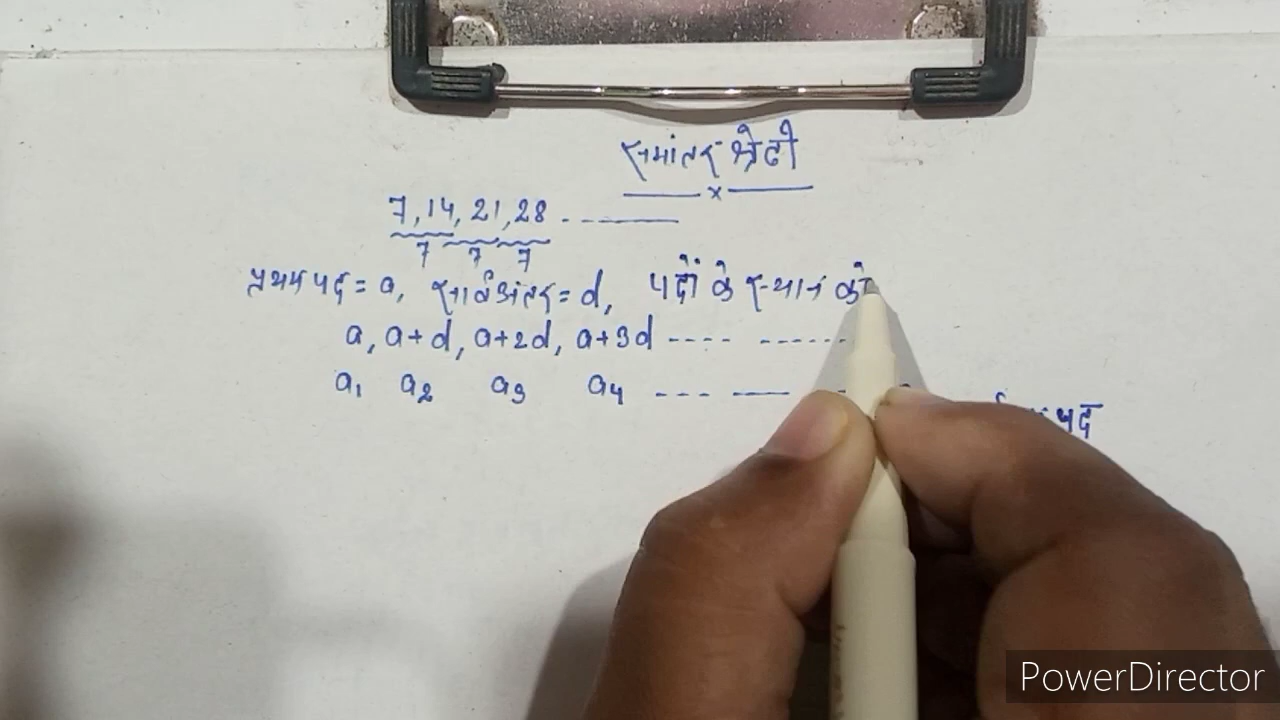 समांतर श्रेढी
7, 14, 21, 28 - - - - -
7 7 7
प्रथम पद = a, सार्वअंतर = d, पदों के स्थान को
a, a+d, a+2d, a+3d ---- ------
a1 a2 a3 a4 --- ---
पद
PowerDirector